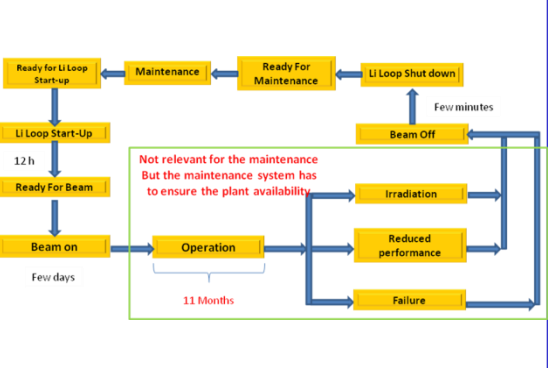 Ready for Li Loop
Start-up
Maintenance
Ready For
Maintenance
Li Loop Shut down
Few minutes
Li Loop Start-Up
Beam Off
12 h
Not relevant for the maintenance
But the maintenance system has
to ensure the plant availability
Ready For Beam
Irradiation
Beam on
Operation
Reduced
performance
Few days
11 Months
Failure